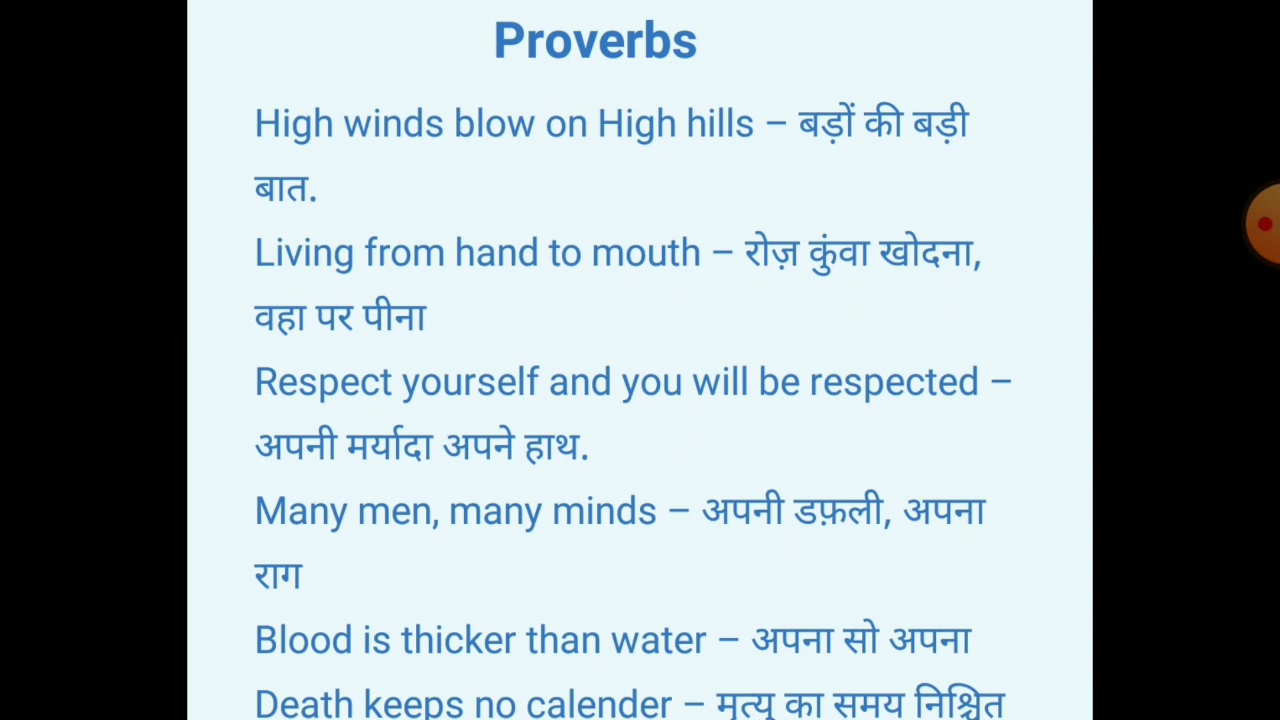 Proverbs
High winds blow on High hills – बड़ों की बड़ी
बात.
Living from hand to mouth – रोज़ कुंवा खोदना,
वहा पर पीना
Respect yourself and you will be respected –
अपनी मर्यादा अपने हाथ.
Many men, many minds – अपनी डफ़ली, अपना
राग
Blood is thicker than water – अपना सो अपना
Death keeps no calender – मृत्यु का समय निश्चित